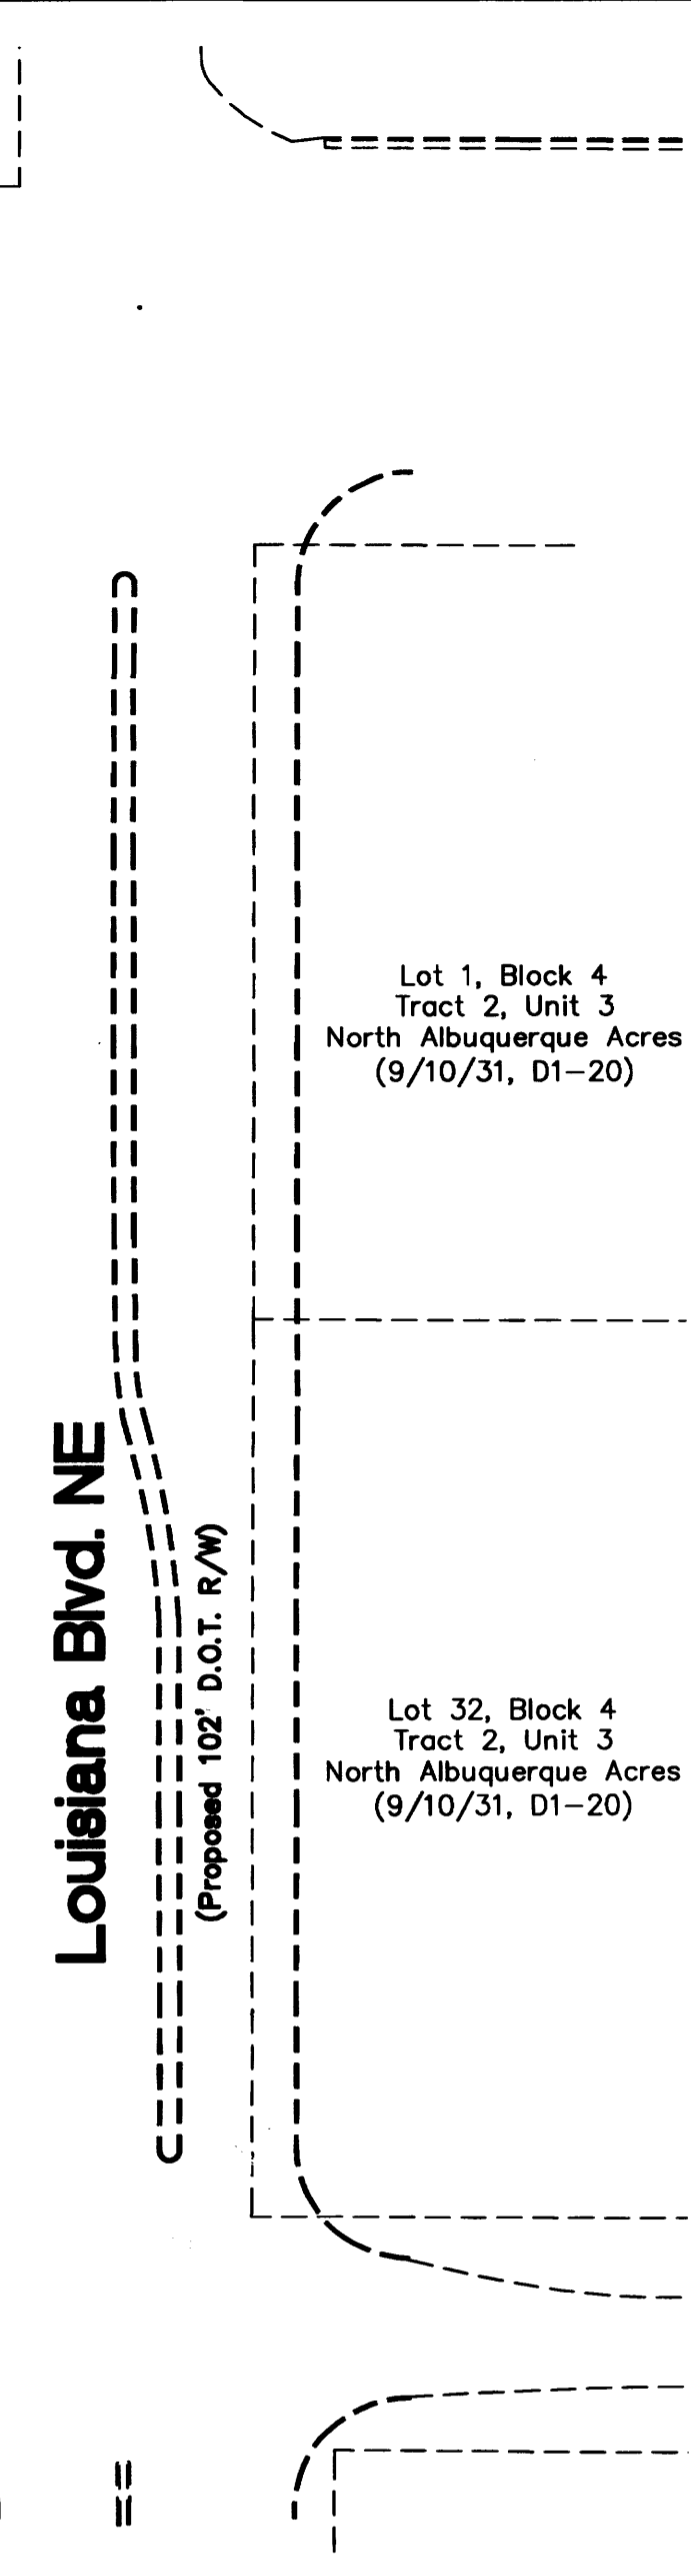 Lot 1, Block 4
Tract 2, Unit 3
North Albuquerque Acres
(9/10/31, D1-20)
Louisiana Blvd. NE
(Proposed 102' D.O.T. R/W)
Lot 32, Block 4
Tract 2, Unit 3
North Albuquerque Acres
(9/10/31, D1-20)